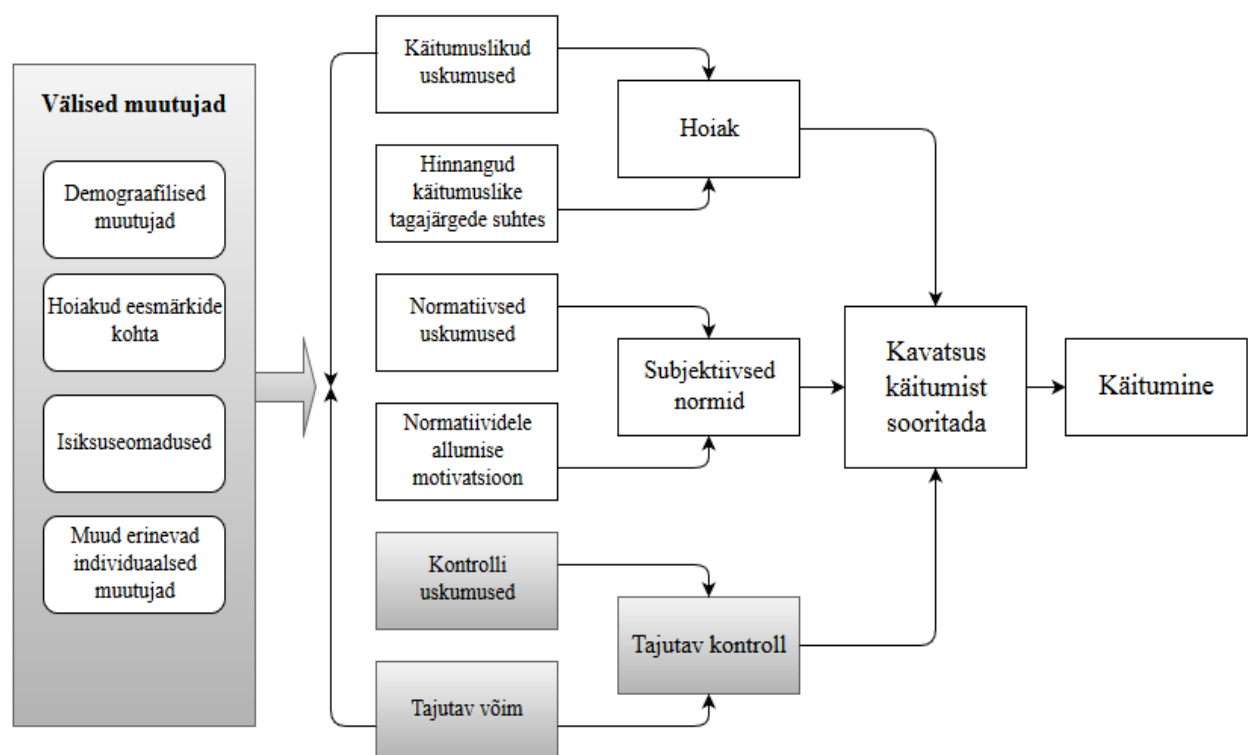 Välised muutujad
Demograafilised
muutujad
Hoiakud eesmärkide
kohta
Isiksuseomadused
Muud erinevad
individuaalsed
muutujad
Käitumuslikud
uskumused
Hinnangud
käitumuslike
tagajärgede suhtes
Normatiivsed
uskumused
Normatiividele
allumise
motivatsioon
Kontrolli
uskumused
Tajutav võim
Hoiak
Subjektiivsed
normid
Tajutav kontroll
Kavatsus
käitumist
sooritada
Käitumine